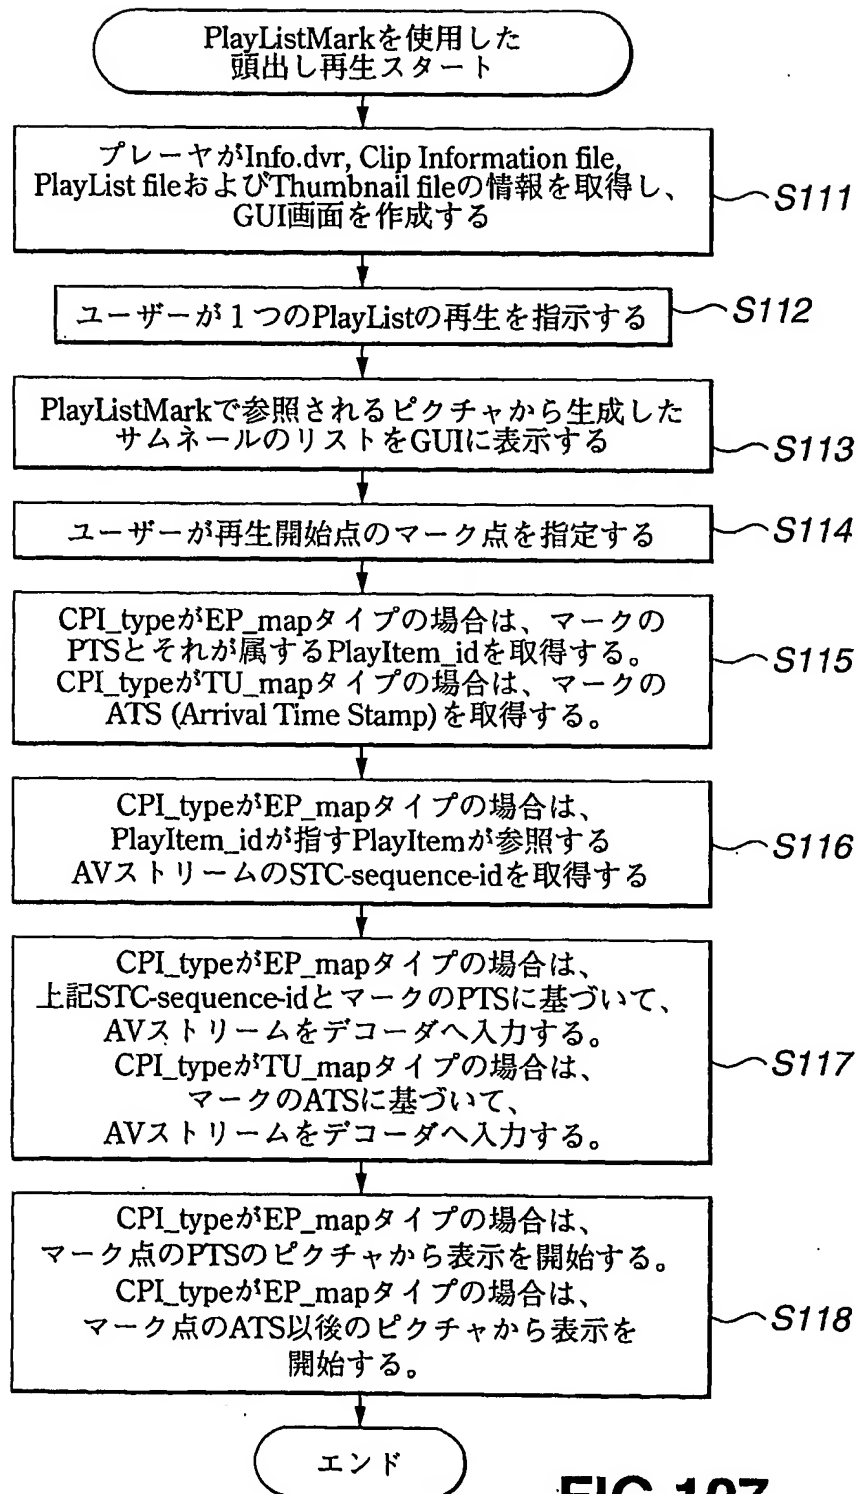 PlayListMarkを使用した
頭出し再生スタート
プレーヤがInfo.dvr, Clip Information file,
PlayList fileおよびThumbnail fileの情報を取得し、
GUI画面を作成する
S111
ユーザーが1つのPlayListの再生を指示する
S112
PlayListMarkで参照されるピクチャから生成した
サムネールのリストをGUIに表示する
S113
ユーザーが再生開始点のマーク点を指定する
S114
CPI_typeがEP_mapタイプの場合は、マークの
PTSとそれが属するPlayItem_idを取得する。
CPI_typeがTU_mapタイプの場合は、マークの
ATS (Arrival Time Stamp)を取得する。
S115
CPI_typeがEP_mapタイプの場合は、
PlayItem_idが指すPlayItemが参照する
AVストリームのSTC-sequence-idを取得する
S116
CPI_typeがEP_mapタイプの場合は、
上記STC-sequence-idとマークのPTSに基づいて、
AVストリームをデコーダへ入力する。
CPI_typeがTU_mapタイプの場合は、
マークのATSに基づいて、
AVストリームをデコーダへ入力する。
S117
CPI_typeがEP_mapタイプの場合は、
マーク点のPTSのピクチャから表示を開始する。
CPI_typeがEP_mapタイプの場合は、
マーク点のATS以後のピクチャから表示を
開始する。
S118
エンド
FIG.107